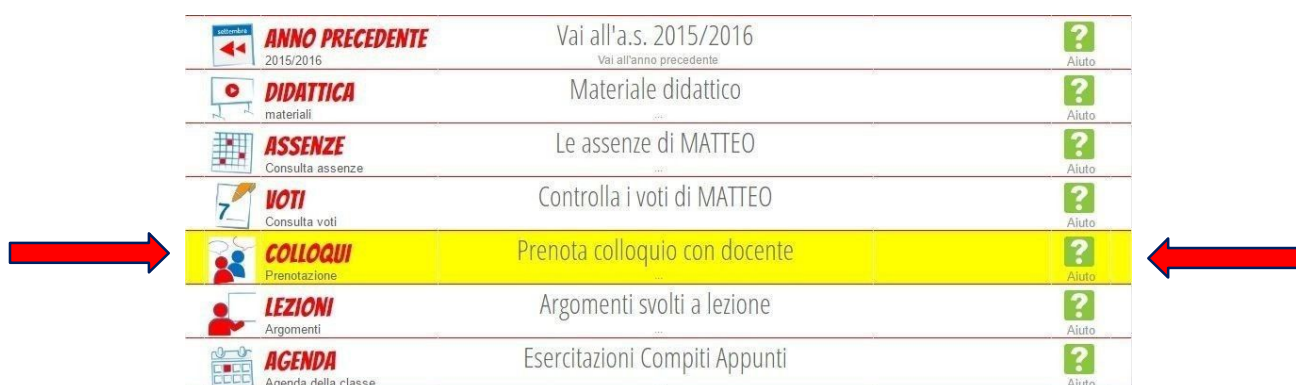 settembre
ANNO PRECEDENTE
2015/2016
Vai all'a.s. 2015/2016
Vai all'anno precedente
?
Aiuto
DIDATTICA
materiali
Materiale didattico
...
?
Aiuto
ASSENZE
Consulta assenze
Le assenze di MATTEO
...
?
Aiuto
7
VOTI
Consulta voti
Controlla i voti di MATTEO
...
?
Aiuto
COLLOQUI
Prenotazione
Prenota colloquio con docente
...
?
Aiuto
LEZIONI
Argomenti
Argomenti svolti a lezione
...
?
Aiuto
AGENDA
Agenda della classe
Esercitazioni Compiti Appunti
?
Aiuto